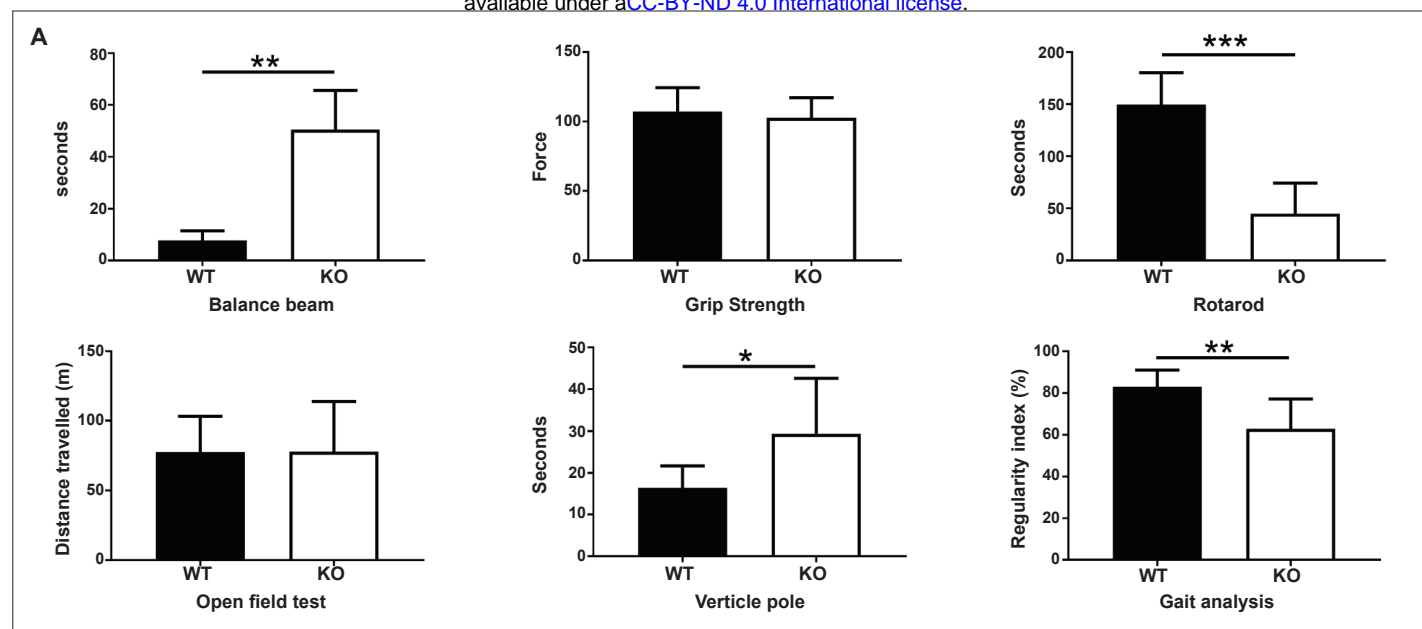 available under aCC-BY-ND 4.0 International license.
A
80
60
40
20
0
seconds
**
WT KO
Balance beam
150
100
50
0
Force
WT KO
Grip Strength
200
150
100
50
0
Seconds
***
WT KO
Rotarod
150
100
50
0
Distance travelled (m)
WT KO
Open field test
50
40
30
20
10
0
Seconds
*
WT KO
Verticle pole
100
80
60
40
20
0
Regularity index (%)
**
WT KO
Gait analysis